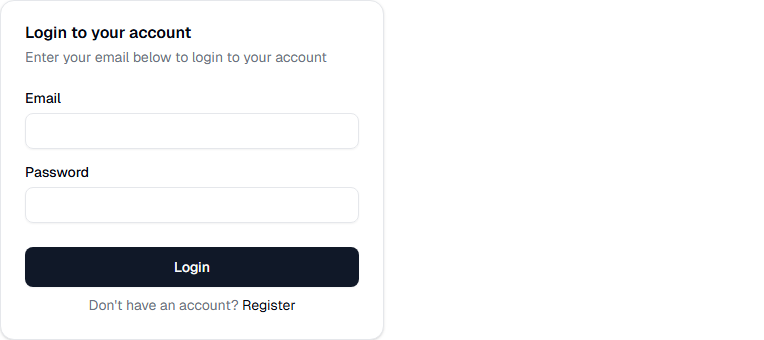 Login to your account
Enter your email below to login to your account
Email
Password
Login
Don't have an account? Register